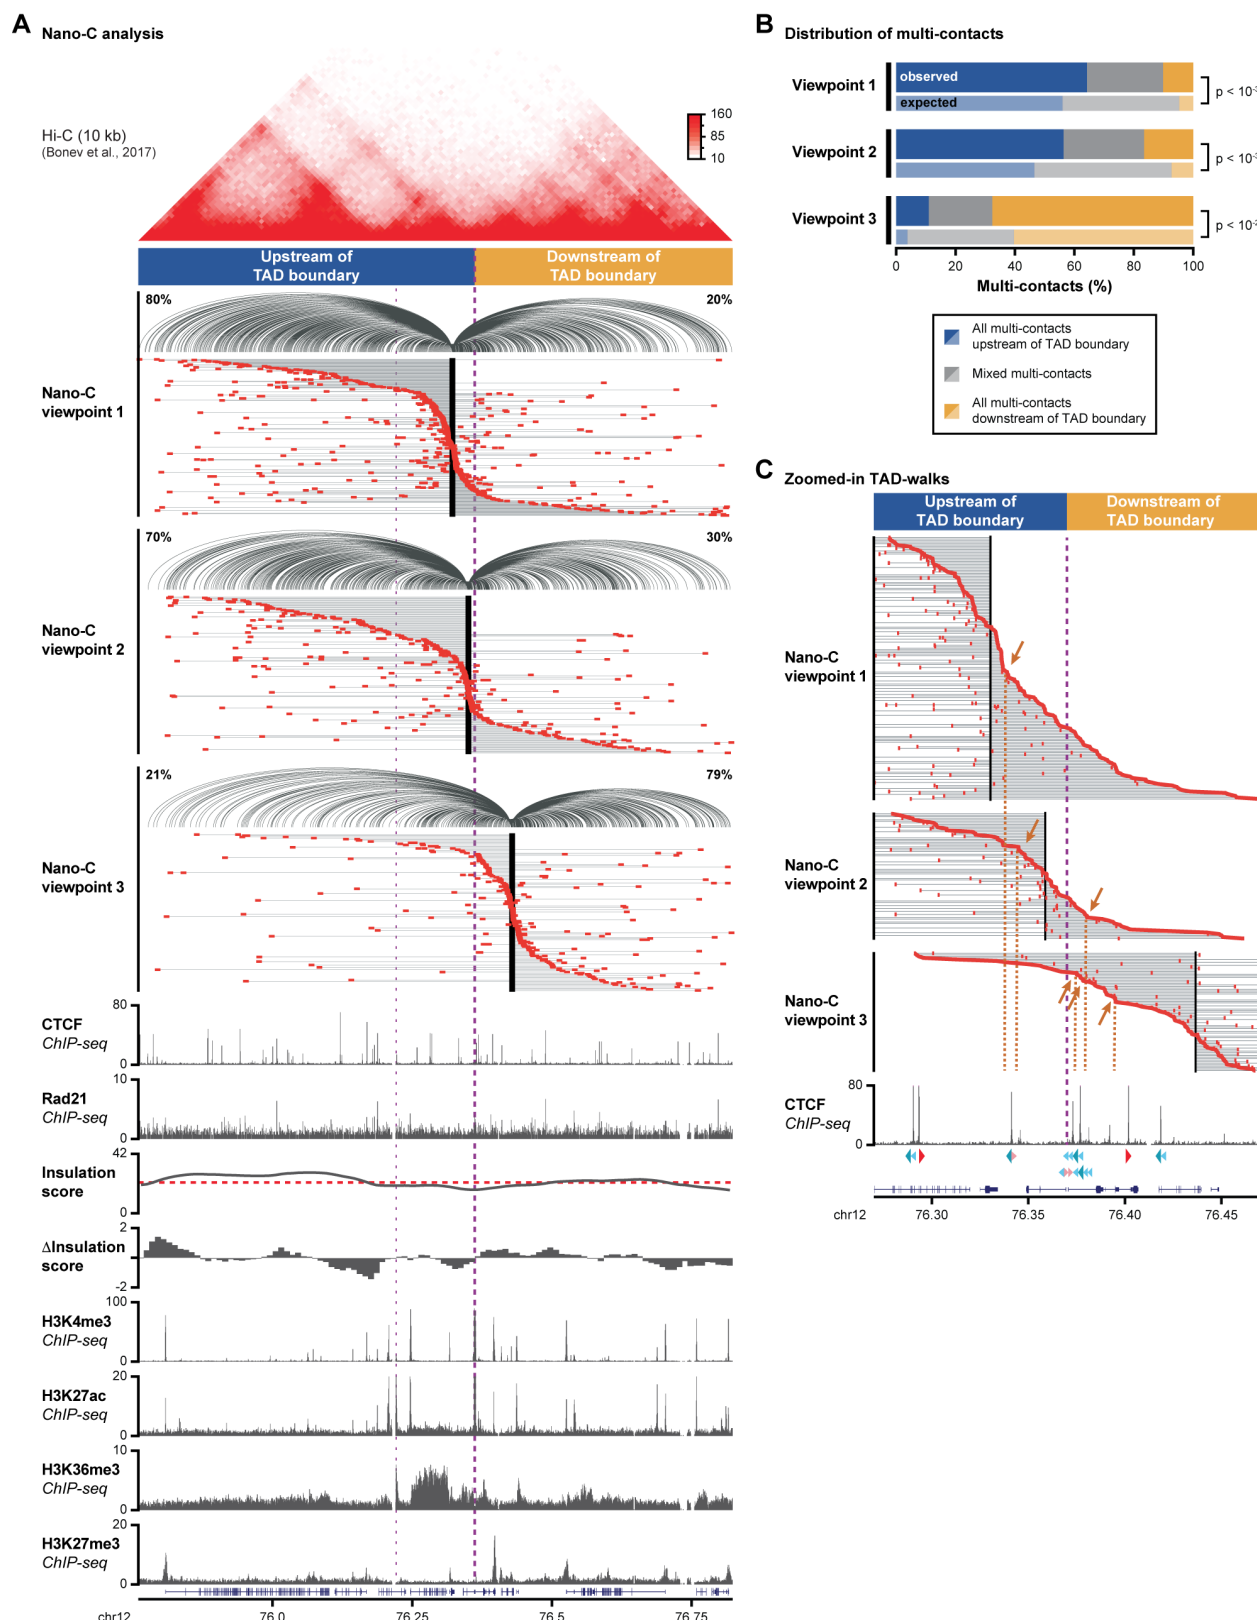 A Nano-C analysis
Hi-C (10 kb)
(Bonev et al., 2017)
160
85
10
Upstream of
TAD boundary
Downstream of
TAD boundary
80%
20%
Nano-C
viewpoint 1
70%
30%
Nano-C
viewpoint 2
21%
79%
Nano-C
viewpoint 3
CTCF
ChIP-seq
80
0
Rad21
ChIP-seq
10
0
Insulation
score
42
0
ΔInsulation
score
2
-2
H3K4me3
ChIP-seq
100
0
H3K27ac
ChIP-seq
20
0
H3K36me3
ChIP-seq
10
0
H3K27me3
ChIP-seq
20
0
chr12 76.0 76.25 76.5 76.75
B Distribution of multi-contacts
Viewpoint 1
observed
expected
Viewpoint 2
Viewpoint 3
p < 10-3
p < 10-3
p < 10-2
0 20 40 60 80 100
Multi-contacts (%)
All multi-contacts
upstream of TAD boundary
Mixed multi-contacts
All multi-contacts
downstream of TAD boundary
C Zoomed-in TAD-walks
Upstream of
TAD boundary
Downstream of
TAD boundary
Nano-C
viewpoint 1
Nano-C
viewpoint 2
Nano-C
viewpoint 3
CTCF
ChIP-seq
80
0
chr12 76.30 76.35 76.40 76.45